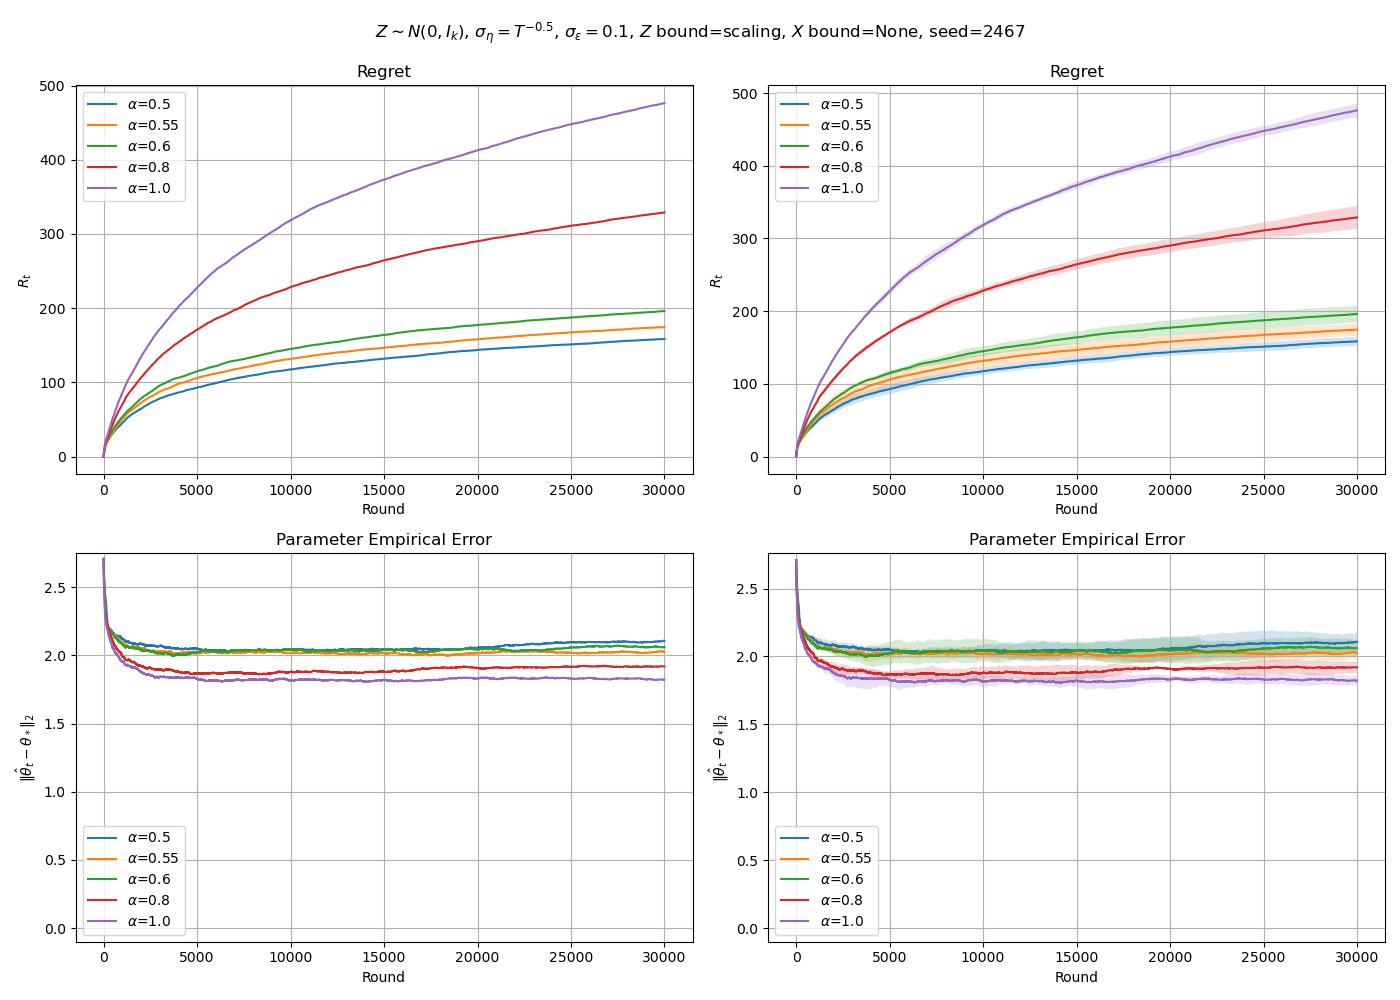 Z ∼ N(0, I_k), σ_η = T^{−0.5}, σ_ε = 0.1, Z bound=scaling, X bound=None, seed=2467
Regret
R_t
500
400
300
200
100
0
α=0.5
α=0.55
α=0.6
α=0.8
α=1.0
0 5000 10000 15000 20000 25000 30000
Round
Regret
R_t
500
400
300
200
100
0
α=0.5
α=0.55
α=0.6
α=0.8
α=1.0
0 5000 10000 15000 20000 25000 30000
Round
Parameter Empirical Error
‖θ̂_t − θ_*‖_2
2.5
2.0
1.5
1.0
0.5
0.0
α=0.5
α=0.55
α=0.6
α=0.8
α=1.0
0 5000 10000 15000 20000 25000 30000
Round
Parameter Empirical Error
‖θ̂_t − θ_*‖_2
2.5
2.0
1.5
1.0
0.5
0.0
α=0.5
α=0.55
α=0.6
α=0.8
α=1.0
0 5000 10000 15000 20000 25000 30000
Round